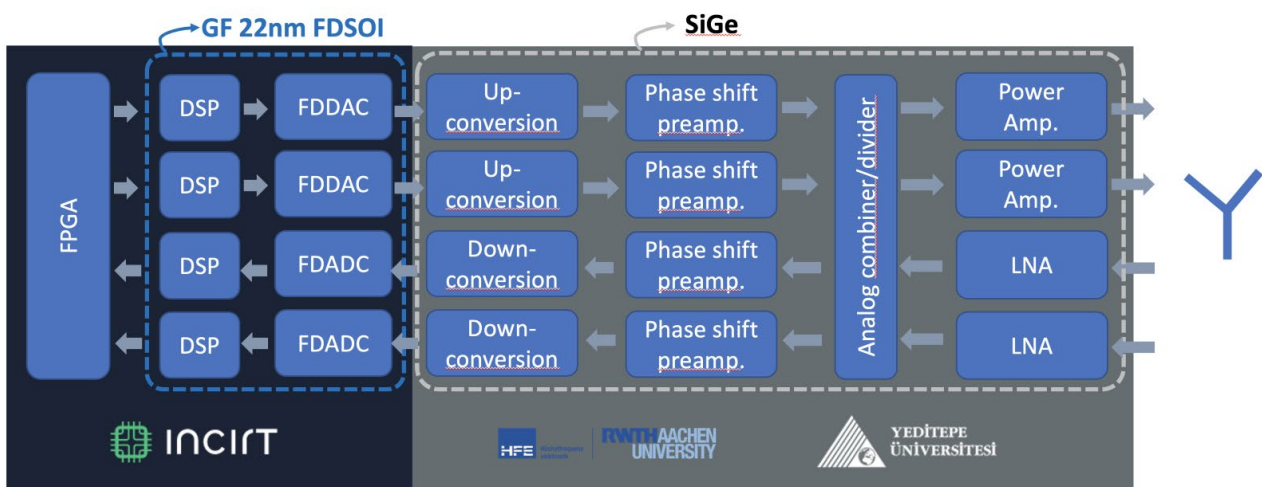 GF 22nm FDSOI
SiGe
FPGA
DSP
FDDAC
Up-
conversion
Phase shift
preamp.
Analog combiner/divider
Power
Amp.
DSP
FDDAC
Up-
conversion
Phase shift
preamp.
Power
Amp.
DSP
FDADC
Down-
conversion
Phase shift
preamp.
LNA
DSP
FDADC
Down-
conversion
Phase shift
preamp.
LNA
INCIRT
HFE
RWTH AACHEN
UNIVERSITY
YEDİTEPE
ÜNİVERSİTESİ